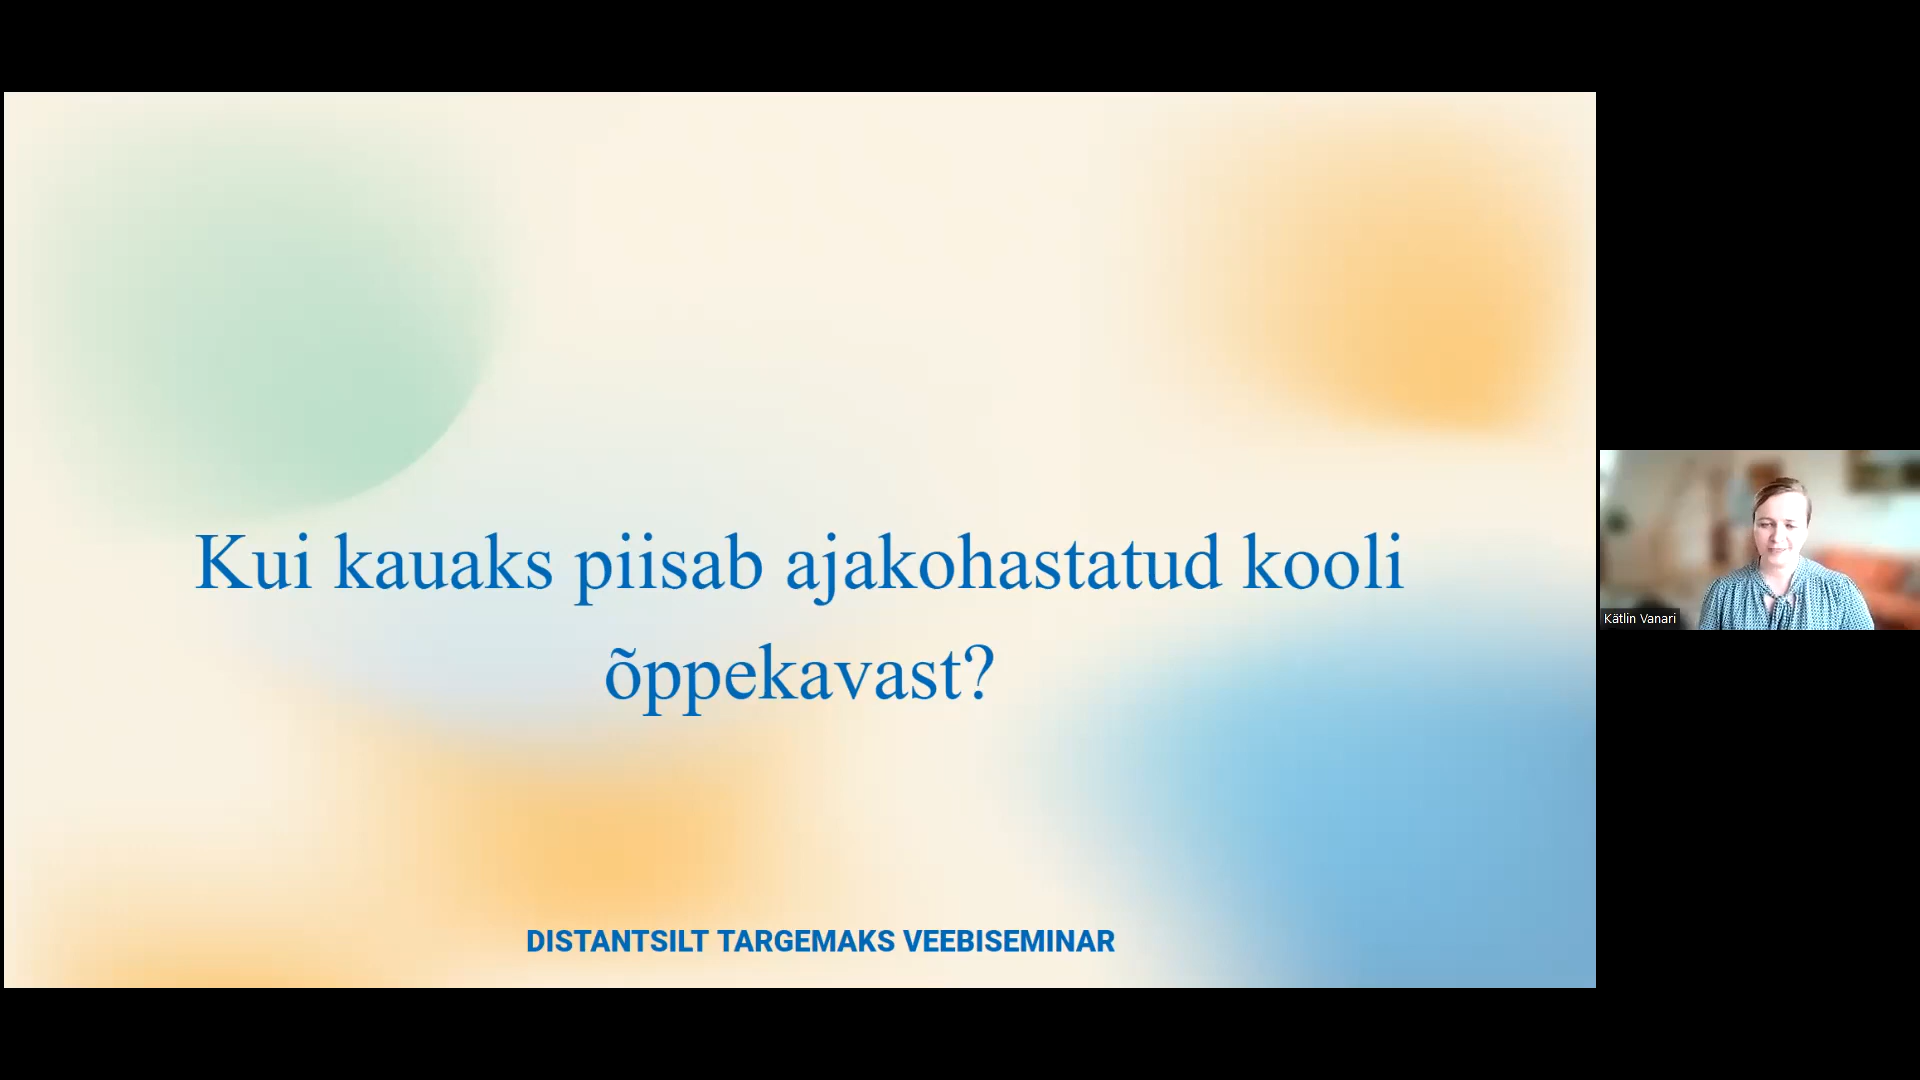 Kui kauaks piisab ajakohastatud kooli
õppekavast?
DISTANTSILT TARGEMAKS VEEBISEMINAR
Kätlin Vanari